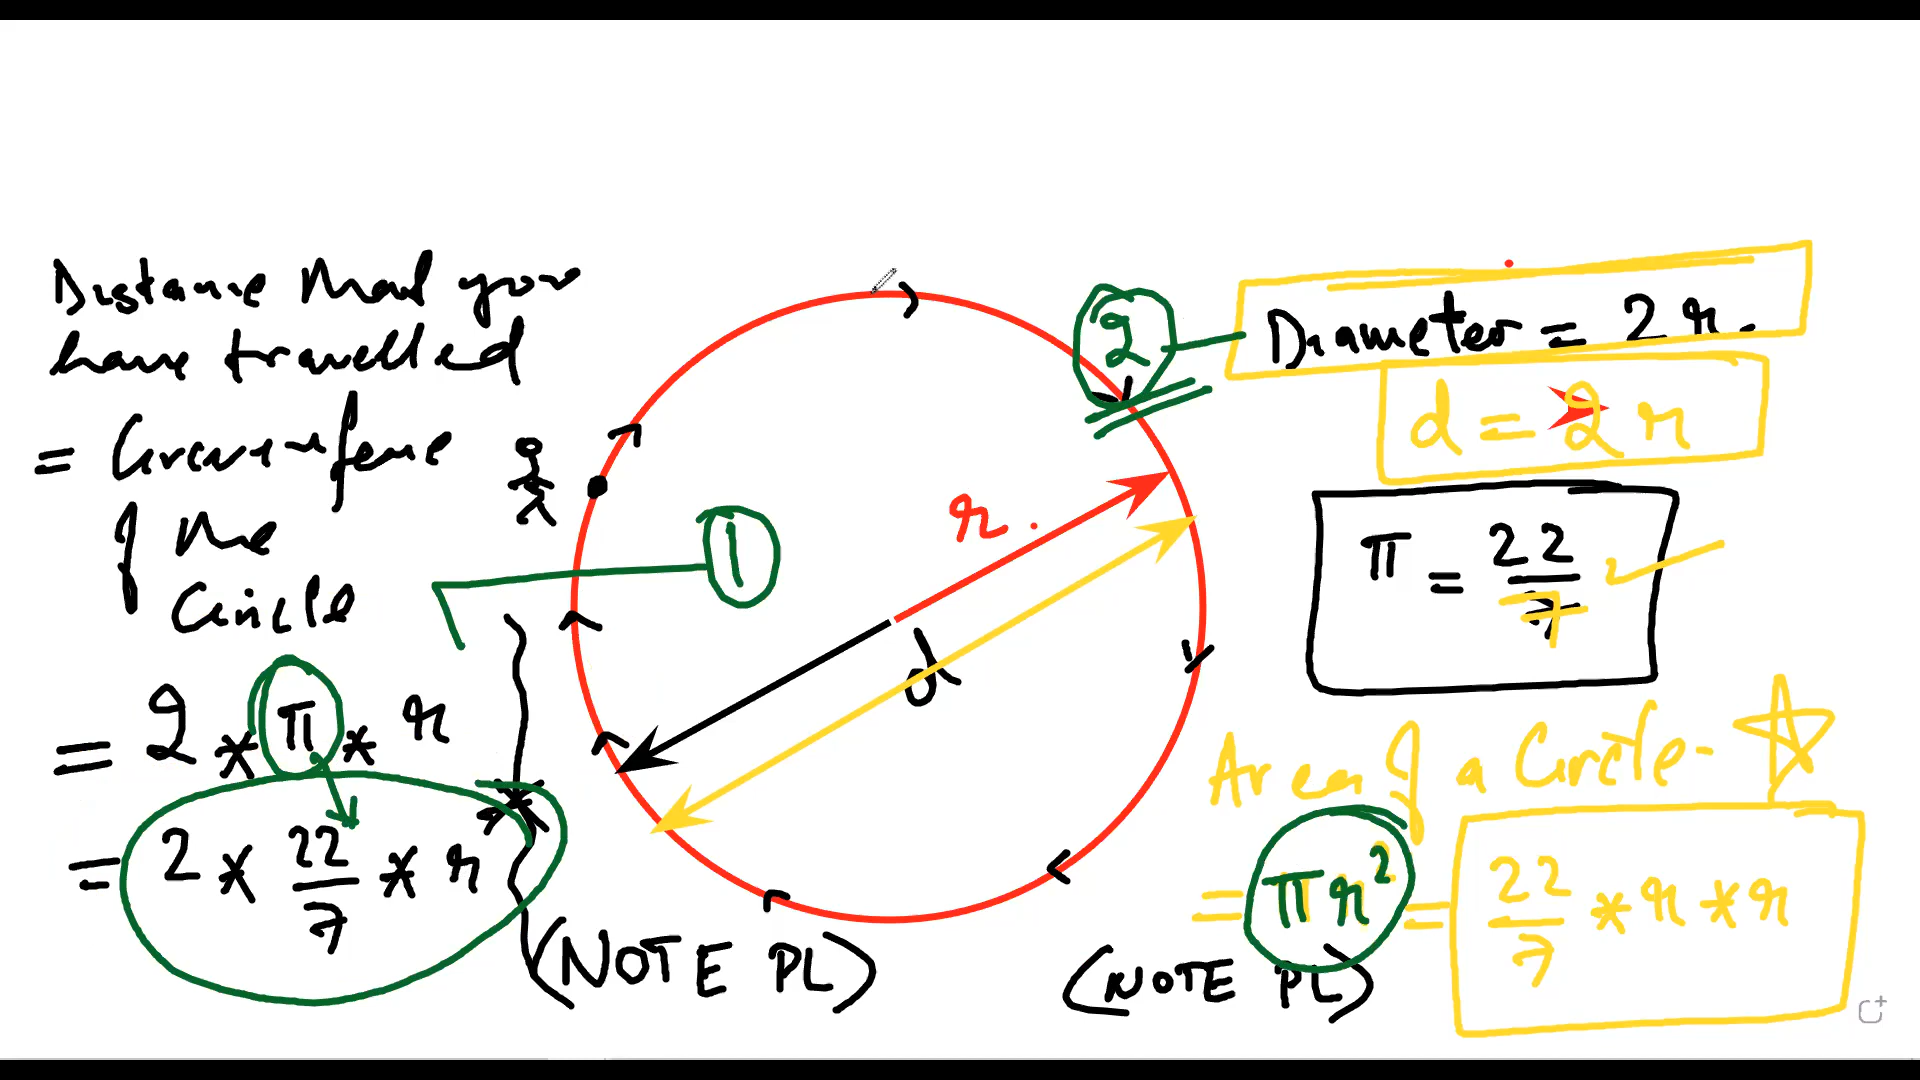 Distance that you
have travelled
= Circumference
of the
Circle
= 2 * π * r
= 2 * 22/7 * r
(NOTE PL)
1
r.
d
2
Diameter = 2r.
d = 2r
π = 22/7
Area of a Circle-
= πr² = 22/7 * r * r
(NOTE PL)